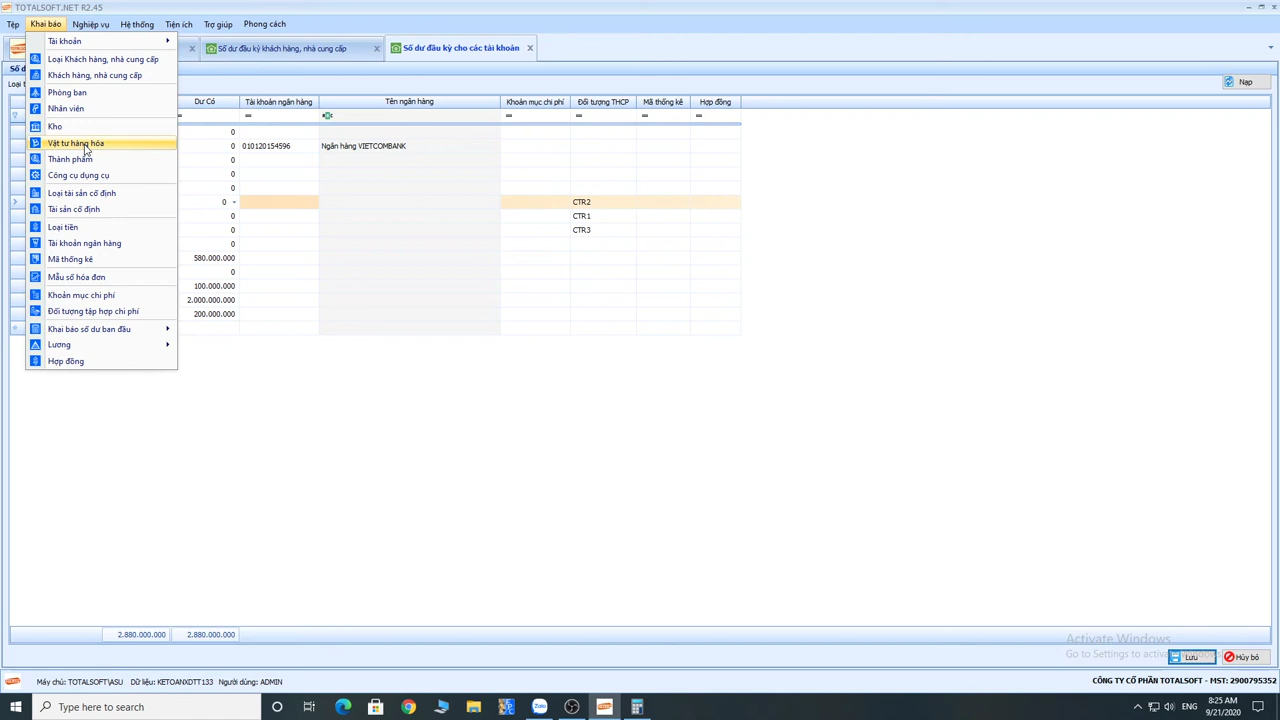 TOTALSOFT.NET R2.45
Tệp Khai báo Nghiệp vụ Hệ thống Tiện ích Trợ giúp Phong cách
Số dư đầu kỳ khách hàng, nhà cung cấp
Số dư đầu kỳ cho các tài khoản
Tài khoản
Loại Khách hàng, nhà cung cấp
Khách hàng, nhà cung cấp
Phòng ban
Nhân viên
Kho
Vật tư hàng hóa
Thành phẩm
Công cụ dụng cụ
Loại tài sản cố định
Tài sản cố định
Loại tiền
Tài khoản ngân hàng
Mã thống kê
Mẫu số hóa đơn
Khoản mục chi phí
Đối tượng tập hợp chi phí
Khai báo số dư ban đầu
Lương
Hợp đồng
Nạp
Dư Có Tài khoản ngân hàng Tên ngân hàng Khoản mục chi phí Đối tượng THCP Mã thống kê Hợp đồng
= = = = = =
0
0 010120154596 Ngân hàng VIETCOMBANK
0
0
0 CTR2
0 CTR1
0 CTR3
0
580.000.000
0
100.000.000
2.000.000.000
200.000.000
2.880.000.000 2.880.000.000
Activate Windows
Go to Settings to activate
Lưu Hủy bỏ
Máy chủ: TOTALSOFT\ASU Dữ liệu: KETOANXDTT133 Người dùng: ADMIN
CÔNG TY CỔ PHẦN TOTALSOFT - MST: 2900795352
Type here to search
ENG
8:25 AM
9/21/2020